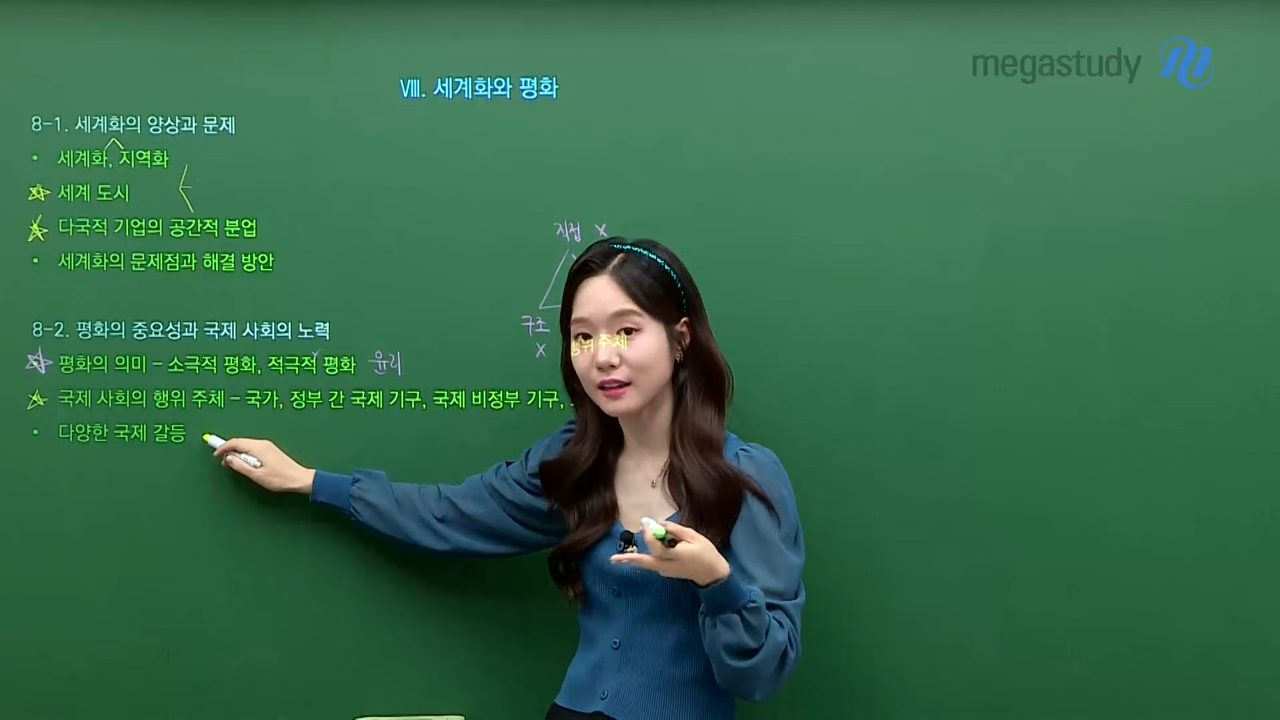 megastudy
Ⅷ. 세계화와 평화
8-1. 세계화의 양상과 문제
• 세계화, 지역화
세계 도시
다국적 기업의 공간적 분업
• 세계화의 문제점과 해결 방안
직접 x
구조
x
8-2. 평화의 중요성과 국제 사회의 노력
평화의 의미 - 소극적 평화, 적극적 평화 윤리
국제 사회의 행위 주체 - 국가, 정부 간 국제 기구, 국제 비정부 기구,
• 다양한 국제 갈등
위 주체